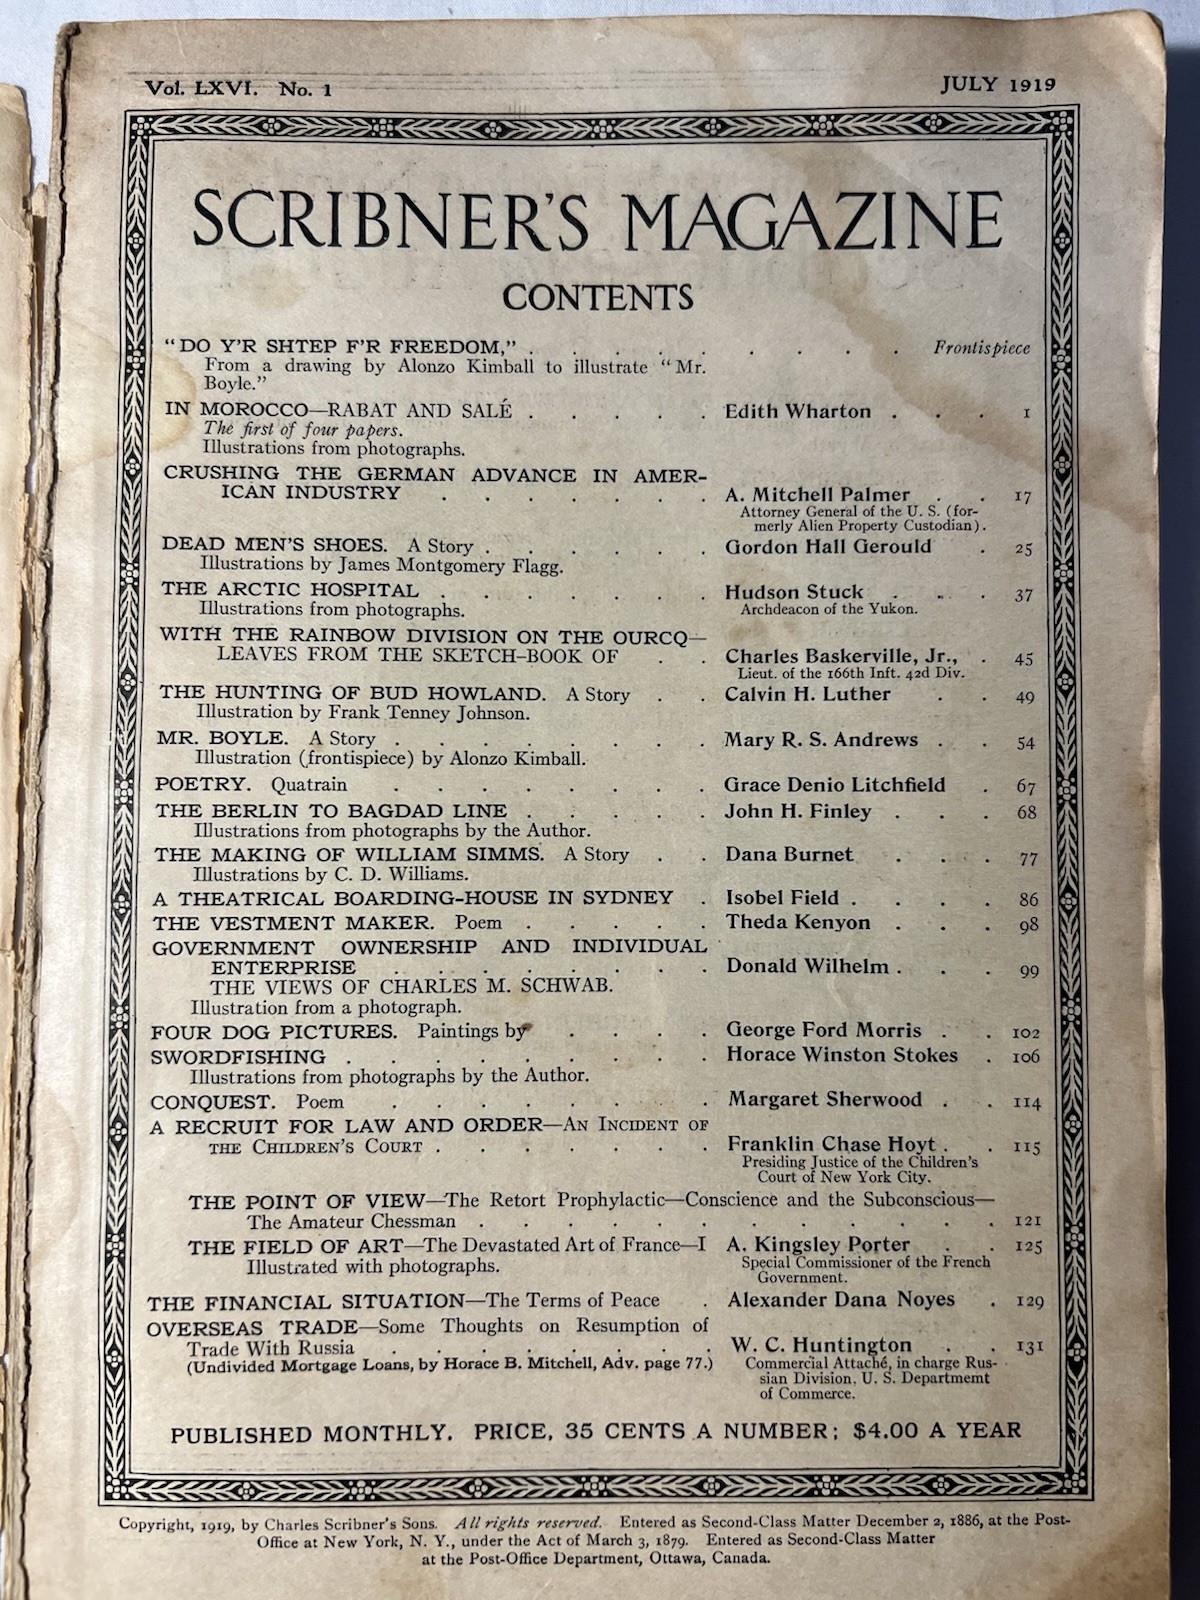 Vol. LXVI. No. 1 JULY 1919
SCRIBNER'S MAGAZINE
CONTENTS
"DO Y'R SHTEP F'R FREEDOM," . . . . . . . . . Frontispiece
From a drawing by Alonzo Kimball to illustrate "Mr.
Boyle."
IN MOROCCO—RABAT AND SALÉ . . . . . Edith Wharton . . . 1
The first of four papers.
Illustrations from photographs.
CRUSHING THE GERMAN ADVANCE IN AMER-
ICAN INDUSTRY . . . . . . . A. Mitchell Palmer . . 17
Attorney General of the U. S. (for-
merly Alien Property Custodian).
DEAD MEN'S SHOES. A Story . . . . . . Gordon Hall Gerould . 25
Illustrations by James Montgomery Flagg.
THE ARCTIC HOSPITAL . . . . . . . Hudson Stuck . . . 37
Illustrations from photographs. Archdeacon of the Yukon.
WITH THE RAINBOW DIVISION ON THE OURCQ—
LEAVES FROM THE SKETCH-BOOK OF . . Charles Baskerville, Jr., . 45
Lieut. of the 166th Inft. 42d Div.
THE HUNTING OF BUD HOWLAND. A Story . . Calvin H. Luther . . 49
Illustration by Frank Tenney Johnson.
MR. BOYLE. A Story . . . . . . . . Mary R. S. Andrews . . 54
Illustration (frontispiece) by Alonzo Kimball.
POETRY. Quatrain . . . . . . . . Grace Denio Litchfield . 67
THE BERLIN TO BAGDAD LINE . . . . . John H. Finley . . . 68
Illustrations from photographs by the Author.
THE MAKING OF WILLIAM SIMMS. A Story . . Dana Burnet . . . 77
Illustrations by C. D. Williams.
A THEATRICAL BOARDING-HOUSE IN SYDNEY . Isobel Field . . . . 86
THE VESTMENT MAKER. Poem . . . . . Theda Kenyon . . . 98
GOVERNMENT OWNERSHIP AND INDIVIDUAL
ENTERPRISE . . . . . . . . Donald Wilhelm . . . 99
THE VIEWS OF CHARLES M. SCHWAB.
Illustration from a photograph.
FOUR DOG PICTURES. Paintings by . . . . George Ford Morris . . 102
SWORDFISHING . . . . . . . . . Horace Winston Stokes . 106
Illustrations from photographs by the Author.
CONQUEST. Poem . . . . . . . . Margaret Sherwood . . 114
A RECRUIT FOR LAW AND ORDER—AN INCIDENT OF
THE CHILDREN'S COURT . . . . . . . Franklin Chase Hoyt . . 115
Presiding Justice of the Children's
Court of New York City.
THE POINT OF VIEW—The Retort Prophylactic—Conscience and the Subconscious—
The Amateur Chessman . . . . . . . . . . . . 121
THE FIELD OF ART—The Devastated Art of France—I A. Kingsley Porter . . 125
Illustrated with photographs. Special Commissioner of the French
Government.
THE FINANCIAL SITUATION—The Terms of Peace . Alexander Dana Noyes . 129
OVERSEAS TRADE—Some Thoughts on Resumption of
Trade With Russia . . . . . . . . W. C. Huntington . . 131
(Undivided Mortgage Loans, by Horace B. Mitchell, Adv. page 77.) Commercial Attaché, in charge Rus-
sian Division, U. S. Departmemt
of Commerce.
PUBLISHED MONTHLY. PRICE, 35 CENTS A NUMBER; $4.00 A YEAR
Copyright, 1919, by Charles Scribner's Sons. All rights reserved. Entered as Second-Class Matter December 2, 1886, at the Post-
Office at New York, N. Y., under the Act of March 3, 1879. Entered as Second-Class Matter
at the Post-Office Department, Ottawa, Canada.